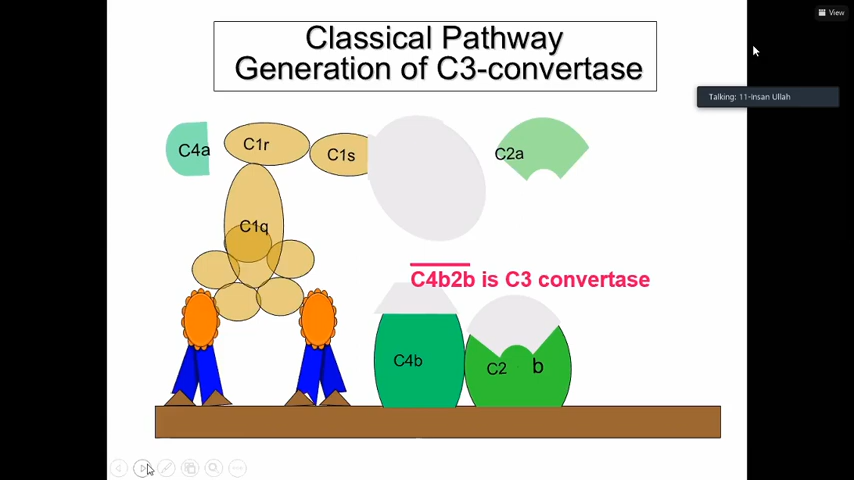 View
Classical Pathway
Generation of C3-convertase
Talking: 11-Insan Ullah
C4a
C1r
C1s
C2a
C1q
C4b2b is C3 convertase
C4b
C2 b